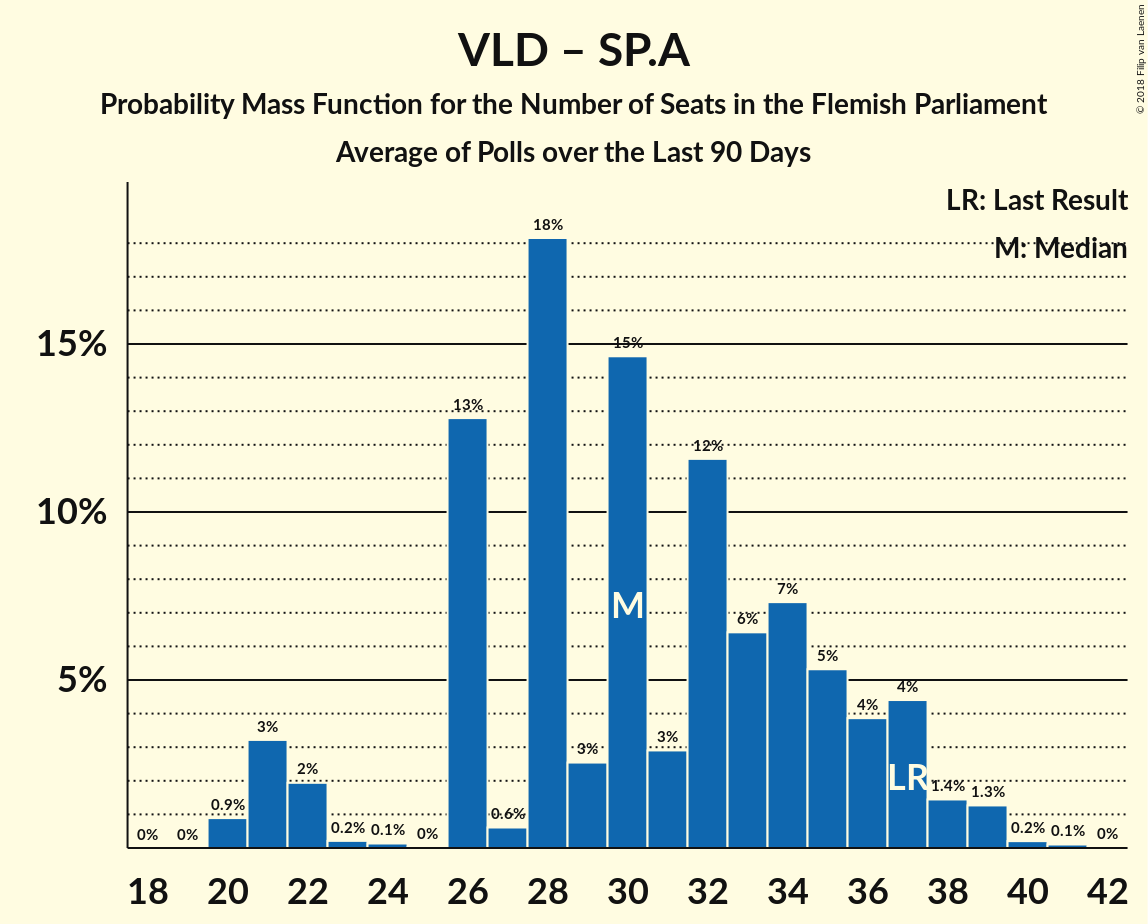 VLD – SP.A
Probability Mass Function for the Number of Seats in the Flemish Parliament
Average of Polls over the Last 90 Days
© 2018 Filip van Laenen
LR: Last Result
M: Median
15%
10%
5%
0% 0% 0.9% 3% 2% 0.2% 0.1% 0% 13% 0.6% 18% 3% 15% 3% 12% 6% 7% 5% 4% 4% 1.4% 1.3% 0.2% 0.1% 0%
M
LR
18 20 22 24 26 28 30 32 34 36 38 40 42